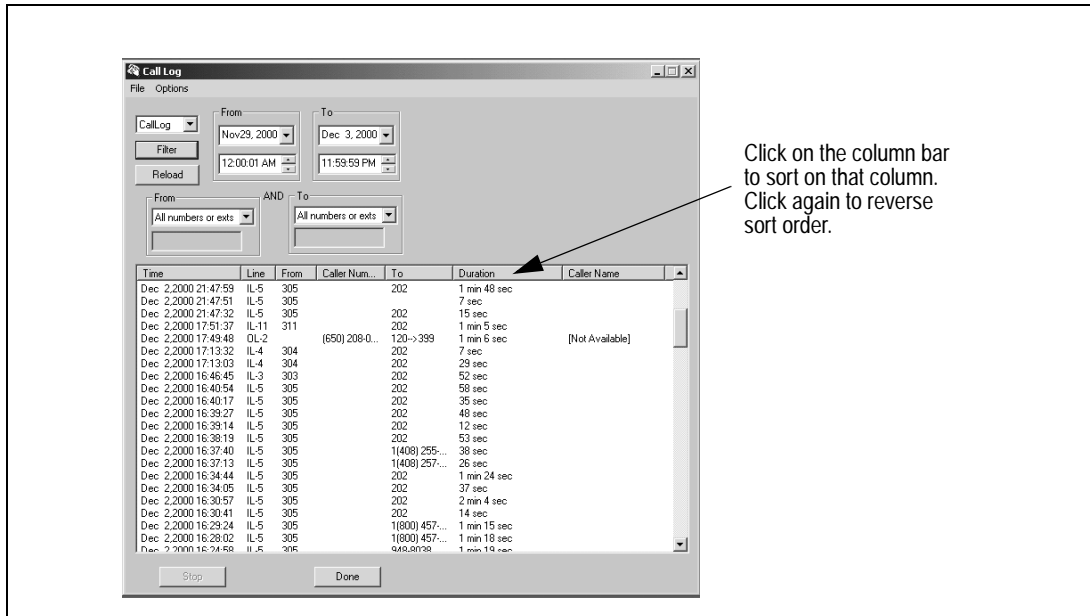 Call Log
File Options
CallLog
From
To
Nov29, 2000
Dec 3, 2000
Filter
12:00:01 AM
11:59:59 PM
Reload
From
AND
To
All numbers or exts
All numbers or exts
Click on the column bar
to sort on that column.
Click again to reverse
sort order.
Time Line From Caller Num... To Duration Caller Name
Dec 2,2000 21:47:59 IL-5 305 202 1 min 48 sec
Dec 2,2000 21:47:51 IL-5 305 7 sec
Dec 2,2000 21:47:32 IL-5 305 202 15 sec
Dec 2,2000 17:51:37 IL-11 311 202 1 min 5 sec
Dec 2,2000 17:49:48 OL-2 (650) 208-0... 120-->399 1 min 6 sec [Not Available]
Dec 2,2000 17:13:32 IL-4 304 202 7 sec
Dec 2,2000 17:13:03 IL-4 304 202 29 sec
Dec 2,2000 16:46:45 IL-3 303 202 52 sec
Dec 2,2000 16:40:54 IL-5 305 202 58 sec
Dec 2,2000 16:40:17 IL-5 305 202 35 sec
Dec 2,2000 16:39:27 IL-5 305 202 48 sec
Dec 2,2000 16:39:14 IL-5 305 202 12 sec
Dec 2,2000 16:38:19 IL-5 305 202 53 sec
Dec 2,2000 16:37:40 IL-5 305 1(408) 255-... 38 sec
Dec 2,2000 16:37:13 IL-5 305 1(408) 257-... 26 sec
Dec 2,2000 16:34:44 IL-5 305 202 1 min 24 sec
Dec 2,2000 16:34:05 IL-5 305 202 37 sec
Dec 2,2000 16:30:57 IL-5 305 202 2 min 4 sec
Dec 2,2000 16:30:41 IL-5 305 202 14 sec
Dec 2,2000 16:29:24 IL-5 305 1(800) 457-... 1 min 15 sec
Dec 2,2000 16:28:02 IL-5 305 1(800) 457-... 1 min 18 sec
Dec 2,2000 16:24:58 IL-5 305 948-8038 1 min 19 sec
Stop
Done